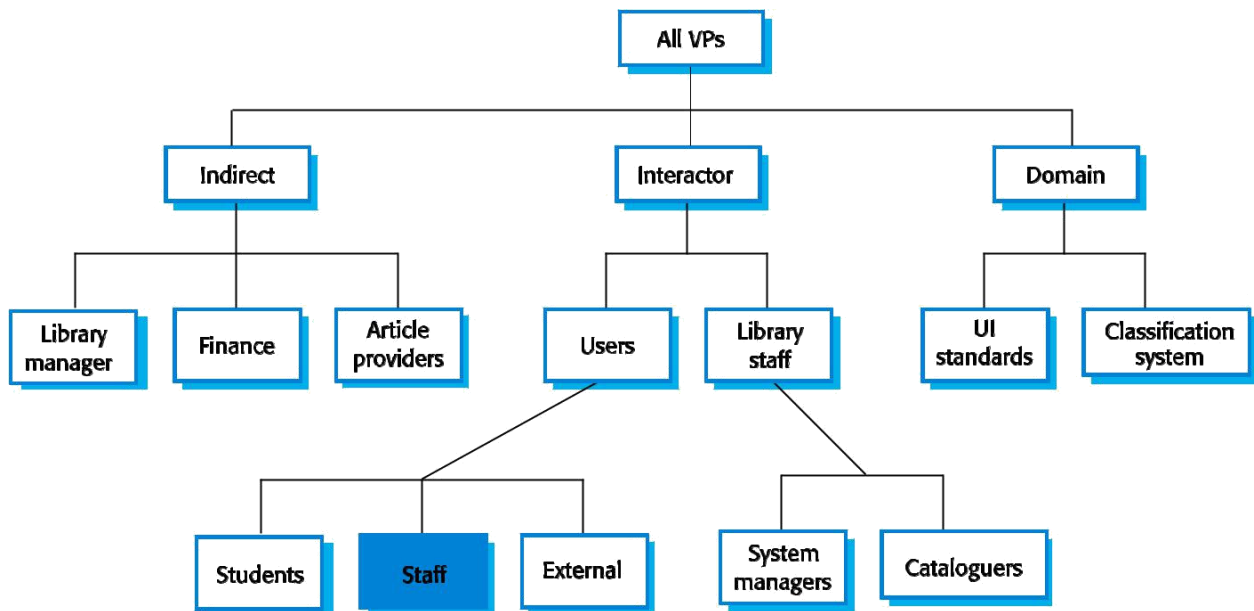 All VPs
Indirect
Interactor
Domain
Library
manager
Finance
Article
providers
Users
Library
staff
UI
standards
Classification
system
Students
Staff
External
System
managers
Cataloguers